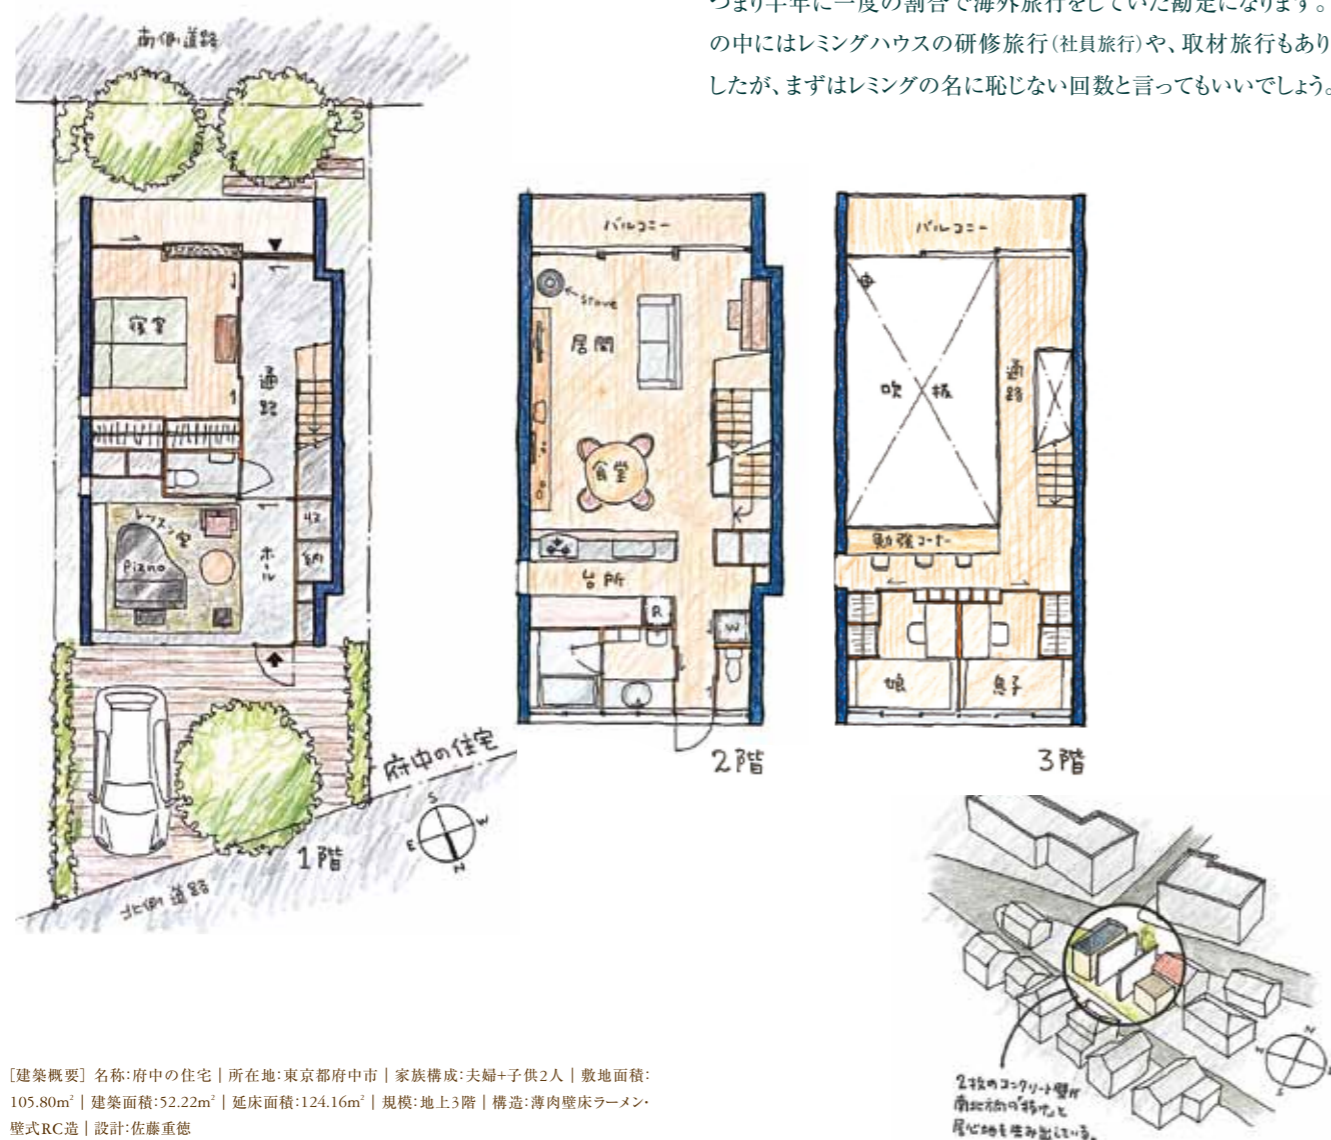 つまり半年に一度の割合で海外旅行をしていた勘定になります。
の中にはレミングハウスの研修旅行(社員旅行)や、取材旅行もあり
したが、まずはレミングの名に恥じない回数と言ってもいいでしょう。
南側道路
寝室
通路
レッスン室
Piano
ホール
収納
府中の住宅
S
E
W
N
1階
北側道路
バルコニー
stove
居間
食堂
台所
R
W
2階
バルコニー
吹抜
通路
勉強コーナー
娘
息子
3階
N
W
S
2枚のコンクリート壁が
南北方向の"抜け"と
居心地を生み出している。
[建築概要] 名称:府中の住宅 | 所在地:東京都府中市 | 家族構成:夫婦+子供2人 | 敷地面積:
105.80m² | 建築面積:52.22m² | 延床面積:124.16m² | 規模:地上3階 | 構造:薄肉壁床ラーメン・
壁式RC造 | 設計:佐藤重徳